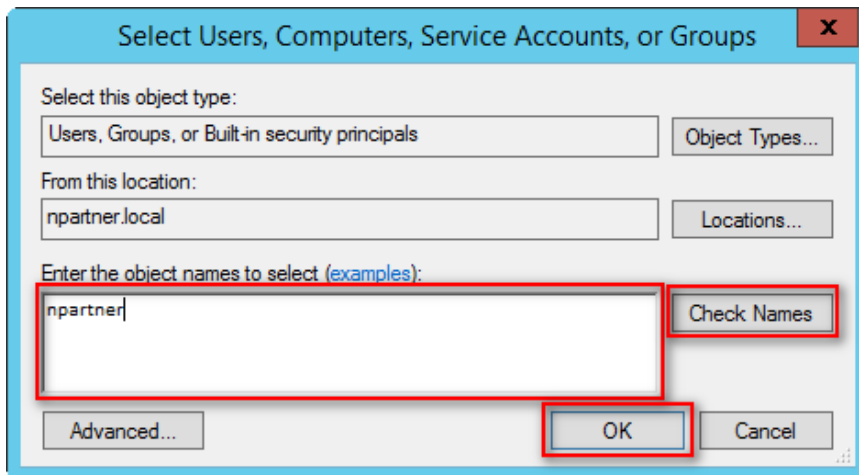 Select Users, Computers, Service Accounts, or Groups
x
Select this object type:
Users, Groups, or Built-in security principals
Object Types...
From this location:
npartner.local
Locations...
Enter the object names to select (examples):
npartner
Check Names
Advanced...
OK
Cancel